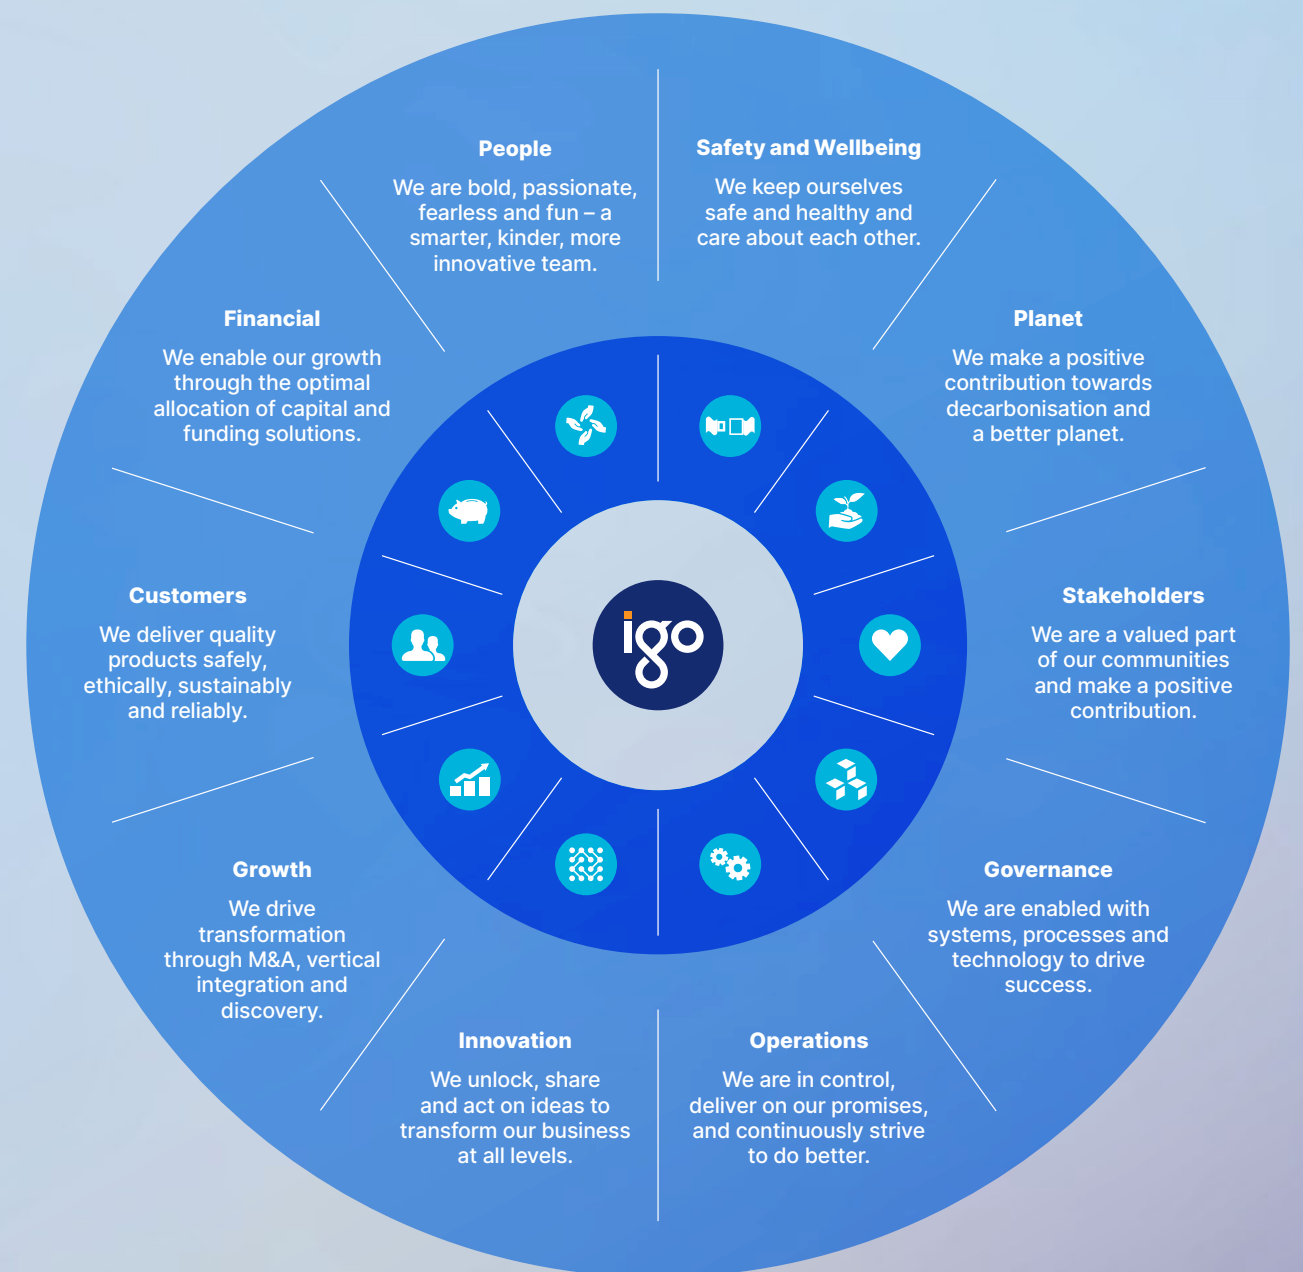 People
We are bold, passionate,
fearless and fun – a
smarter, kinder, more
innovative team.
Safety and Wellbeing
We keep ourselves
safe and healthy and
care about each other.
Planet
We make a positive
contribution towards
decarbonisation and
a better planet.
Stakeholders
We are a valued part
of our communities
and make a positive
contribution.
Governance
We are enabled with
systems, processes and
technology to drive
success.
Operations
We are in control,
deliver on our promises,
and continuously strive
to do better.
Innovation
We unlock, share
and act on ideas to
transform our business
at all levels.
Growth
We drive
transformation
through M&A, vertical
integration and
discovery.
Customers
We deliver quality
products safely,
ethically, sustainably
and reliably.
Financial
We enable our growth
through the optimal
allocation of capital and
funding solutions.
igo